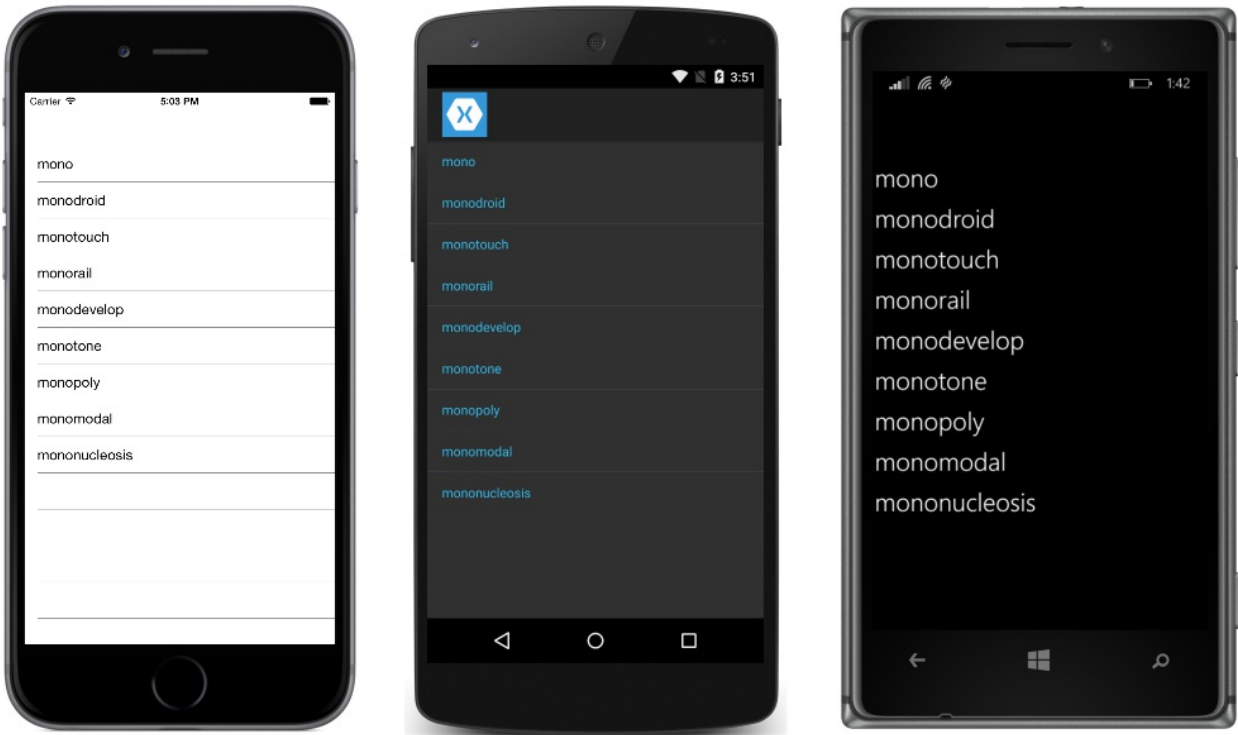 Carrier 5:03 PM
mono
monodroid
monotouch
monorail
monodevelop
monotone
monopoly
monomodal
mononucleosis
3:51
mono
monodroid
monotouch
monorail
monodevelop
monotone
monopoly
monomodal
mononucleosis
1:42
mono
monodroid
monotouch
monorail
monodevelop
monotone
monopoly
monomodal
mononucleosis